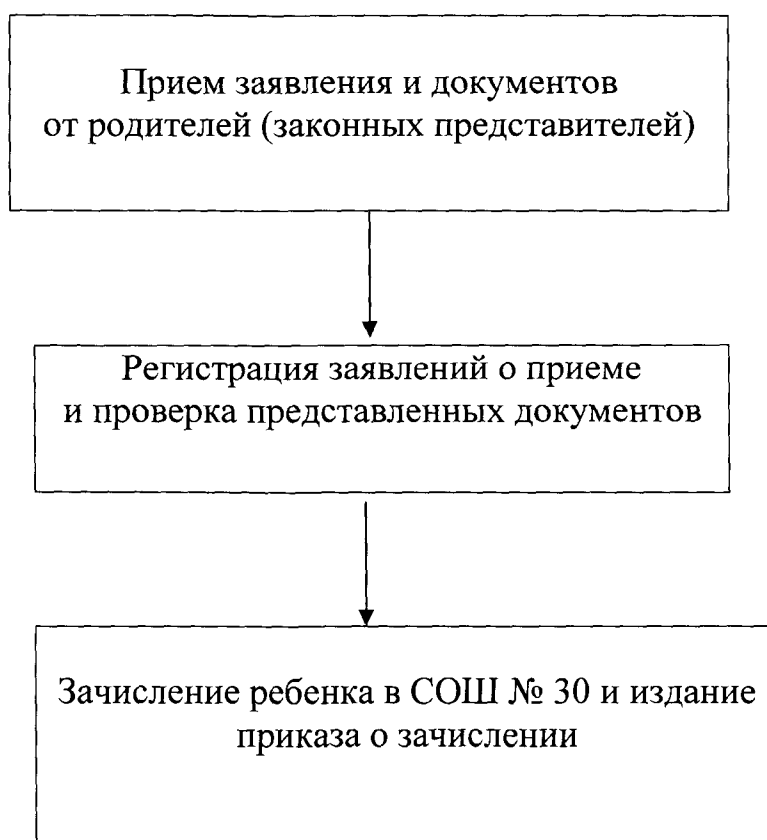 Прием заявления и документов
от родителей (законных представителей)
Регистрация заявлений о приеме
и проверка представленных документов
Зачисление ребенка в СОШ № 30 и издание
приказа о зачислении